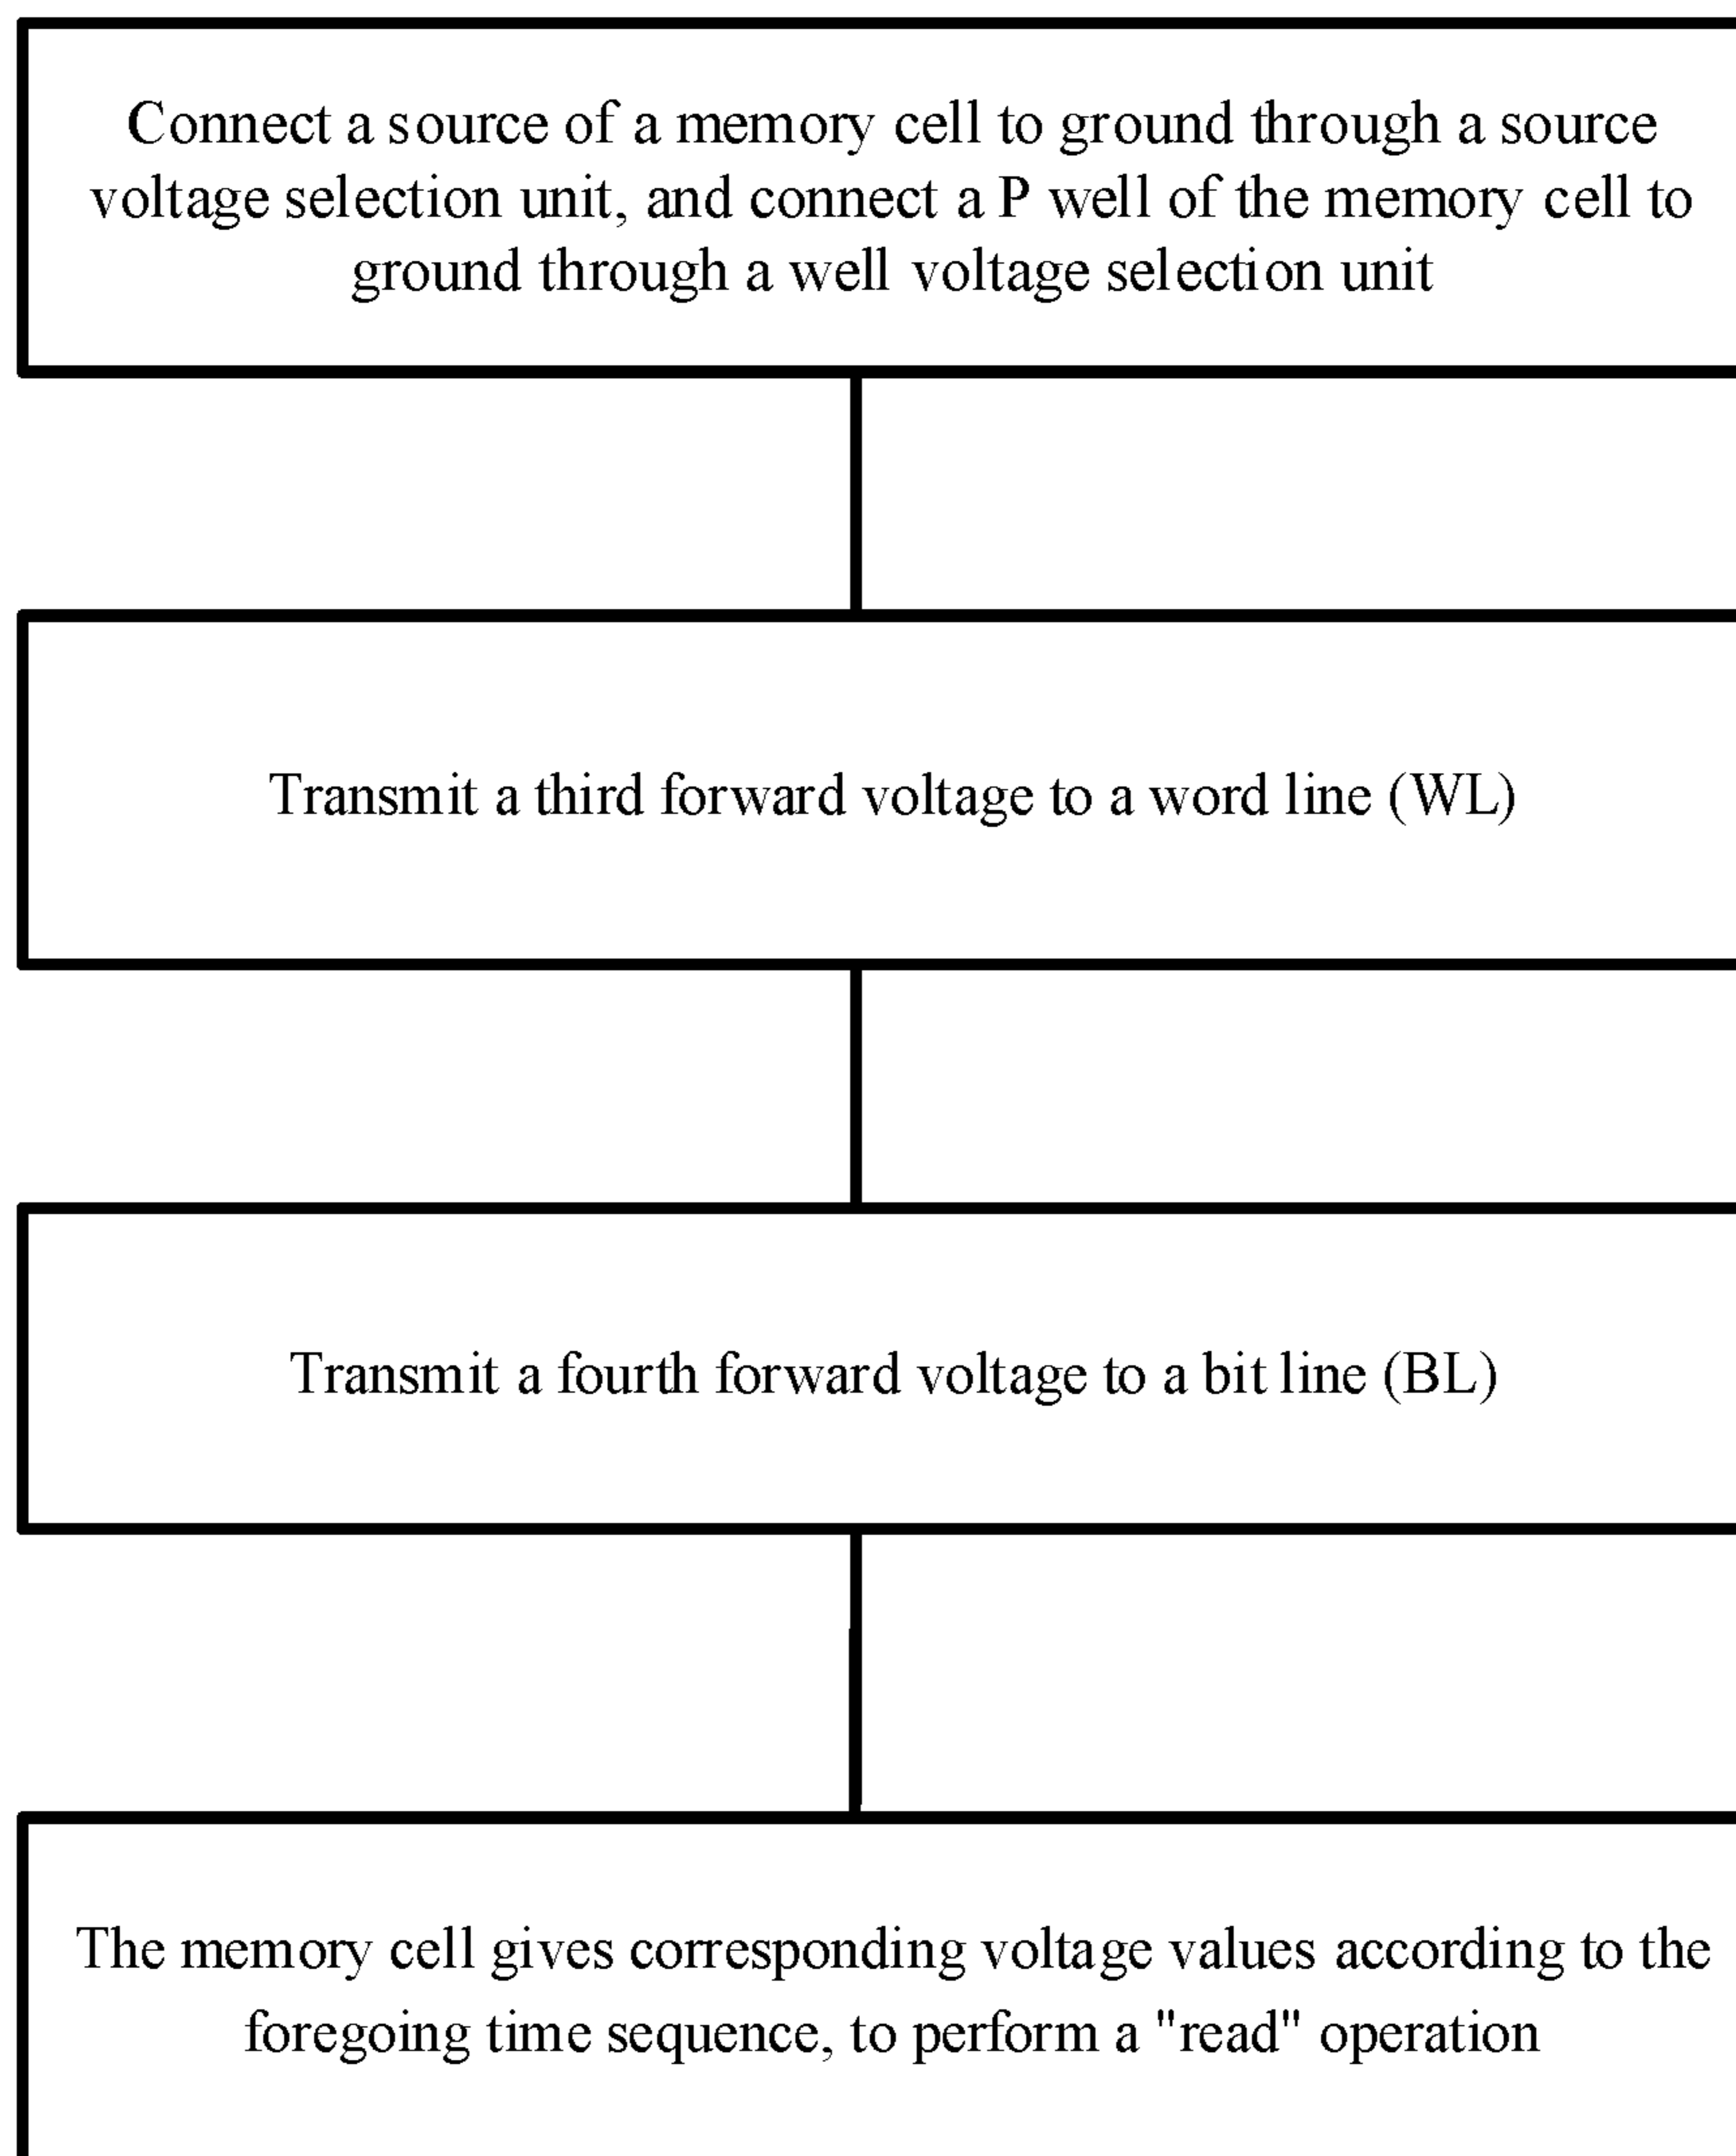 Connect a source of a memory cell to ground through a source
voltage selection unit, and connect a P well of the memory cell to
ground through a well voltage selection unit
Transmit a third forward voltage to a word line (WL)
Transmit a fourth forward voltage to a bit line (BL)
The memory cell gives corresponding voltage values according to the
foregoing time sequence, to perform a "read" operation